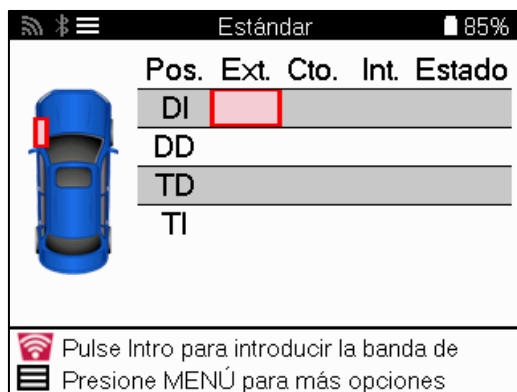 Estándar 85%
Pos. Ext. Cto. Int. Estado
DI
DD
TD
TI
Pulse Intro para introducir la banda de
Presione MENÚ para más opciones